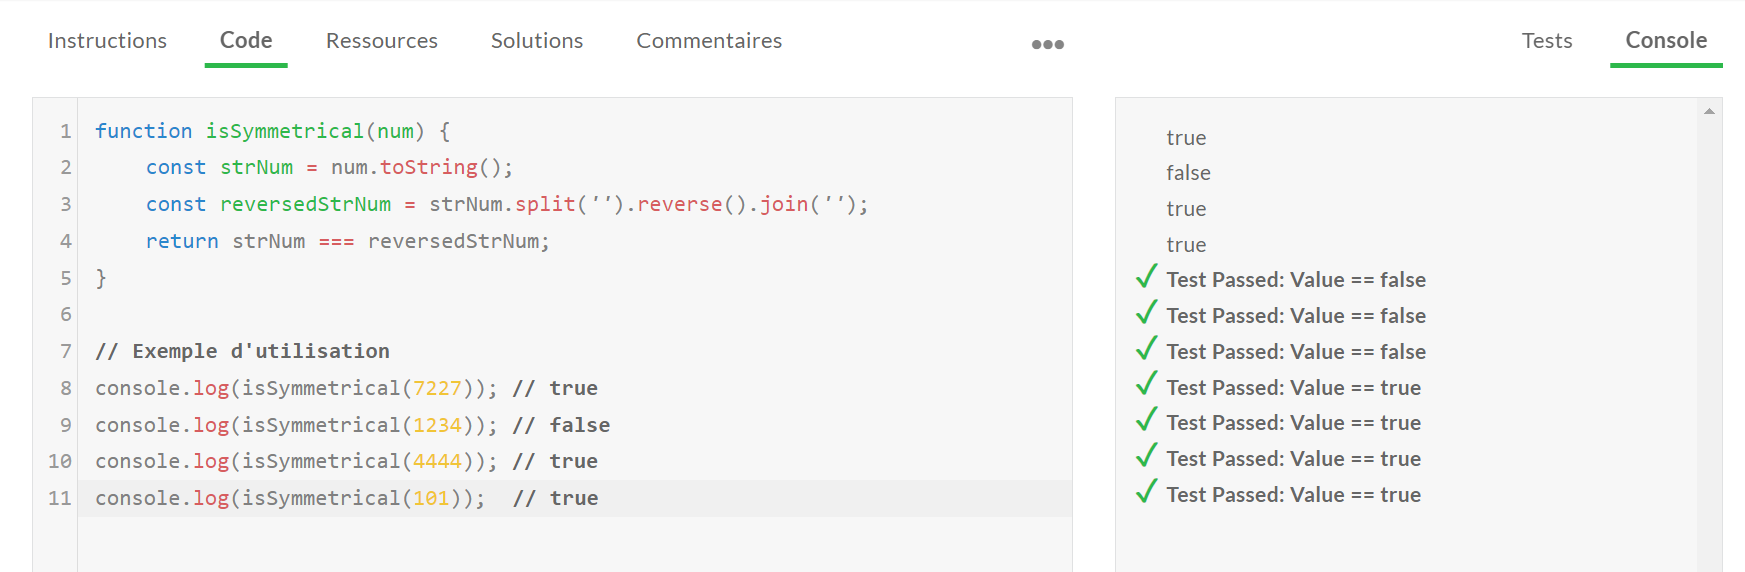 Instructions Code Ressources Solutions Commentaires ••• Tests Console
1 function isSymmetrical(num) {
2 const strNum = num.toString();
3 const reversedStrNum = strNum.split('').reverse().join('');
4 return strNum === reversedStrNum;
5 }
6
7 // Exemple d'utilisation
8 console.log(isSymmetrical(7227)); // true
9 console.log(isSymmetrical(1234)); // false
10 console.log(isSymmetrical(4444)); // true
11 console.log(isSymmetrical(101));  // true
true
false
true
true
✓ Test Passed: Value == false
✓ Test Passed: Value == false
✓ Test Passed: Value == false
✓ Test Passed: Value == true
✓ Test Passed: Value == true
✓ Test Passed: Value == true
✓ Test Passed: Value == true